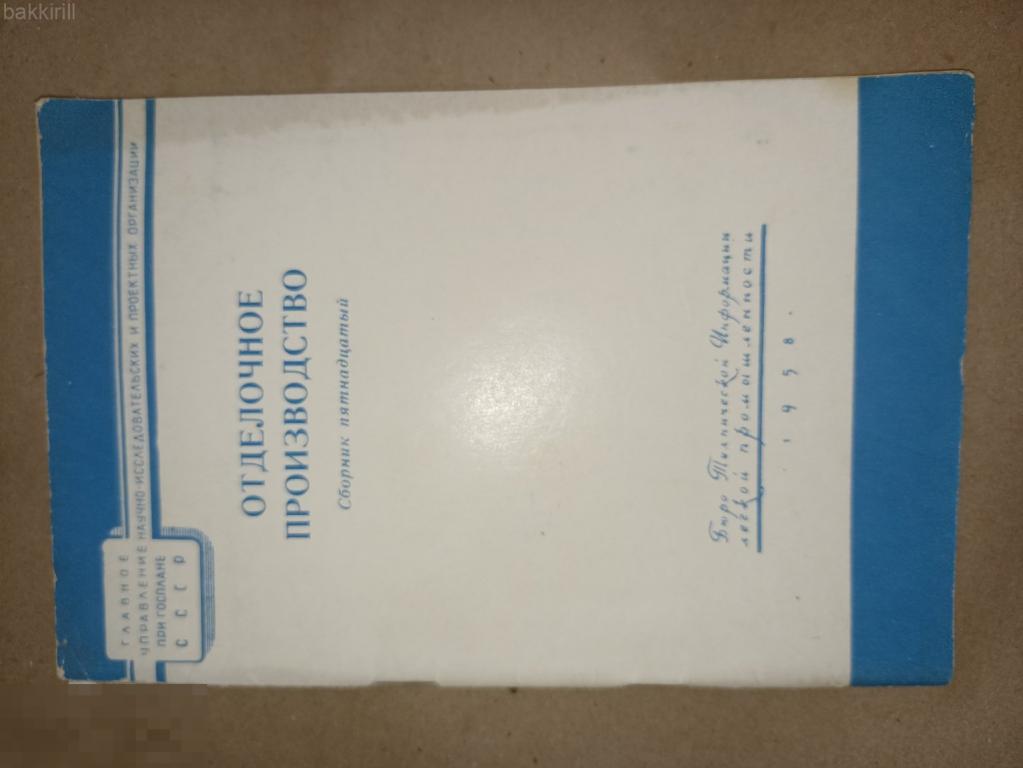 bakkirill
ГЛАВНОЕ
УПРАВЛЕНИЕ НАУЧНО-ИССЛЕДОВАТЕЛЬСКИХ И ПРОЕКТНЫХ ОРГАНИЗАЦИЙ
ПРИ ГОСПЛАНЕ
СССР
ОТДЕЛОЧНОЕ
ПРОИЗВОДСТВО
Сборник пятнадцатый
Бюро Технической Информации
легкой промышленности
1958